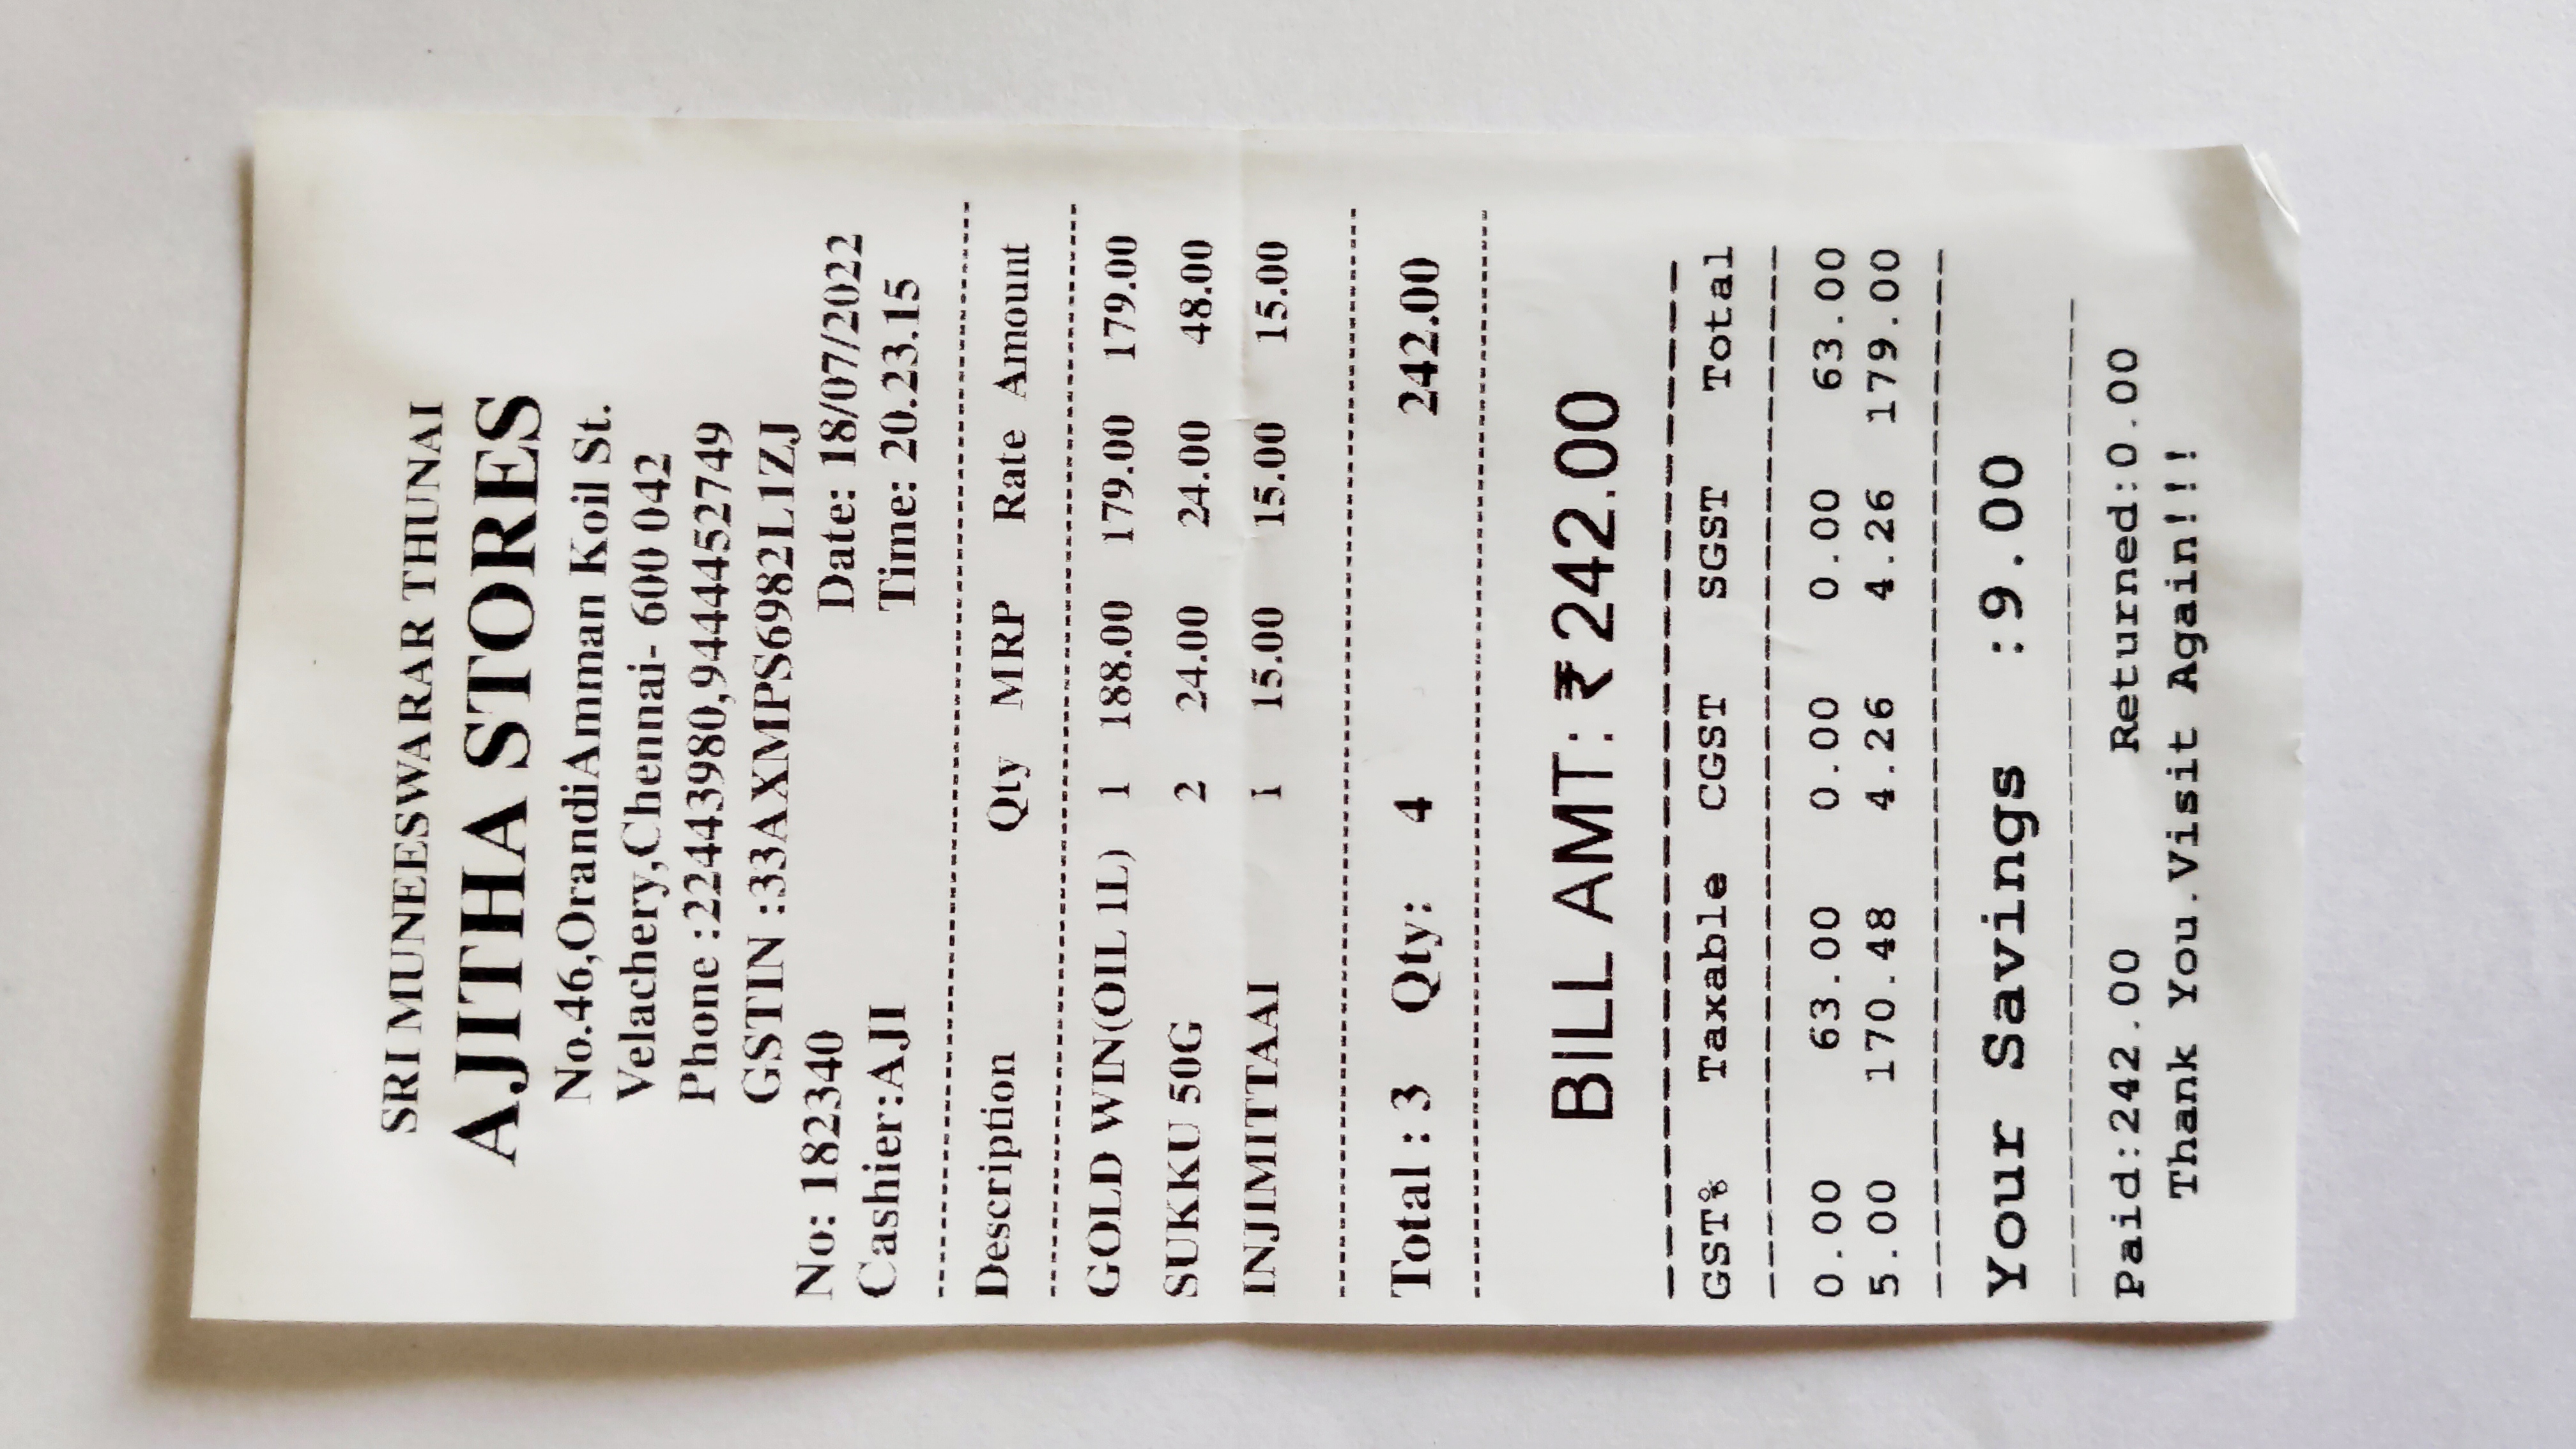 SRI MUNEESWARAR THUNAI
AJITHA STORES
No.46,OrandiAmman Koil St.
Velachery,Chennai- 600 042
Phone :22443980,9444452749
GSTIN :33AXMPS6982L1ZJ
No: 182340 Date: 18/07/2022
Cashier:AJI Time: 20.23.15
Description Qty MRP Rate Amount
GOLD WIN(OIL 1L) 1 188.00 179.00 179.00
SUKKU 50G 2 24.00 24.00 48.00
INJIMITTAAI 1 15.00 15.00 15.00
Total : 3 Qty: 4 242.00
BILL AMT: ₹242.00
GST% Taxable CGST SGST Total
0.00 63.00 0.00 0.00 63.00
5.00 170.48 4.26 4.26 179.00
Your Savings :9.00
Paid:242.00 Returned:0.00
Thank You.Visit Again!!!